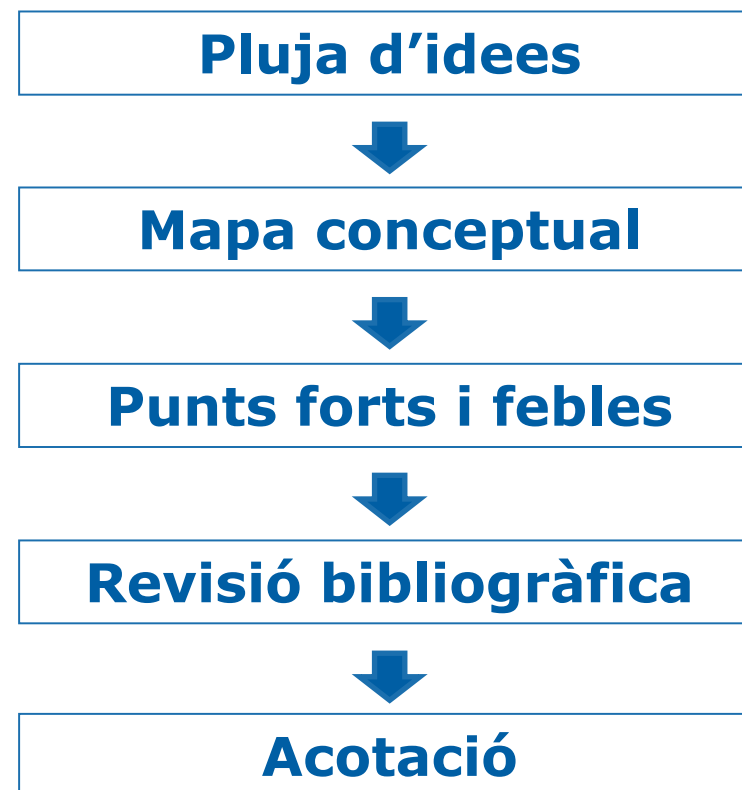 Pluja d’idees
Mapa conceptual
Punts forts i febles
Revisió bibliogràfica
Acotació